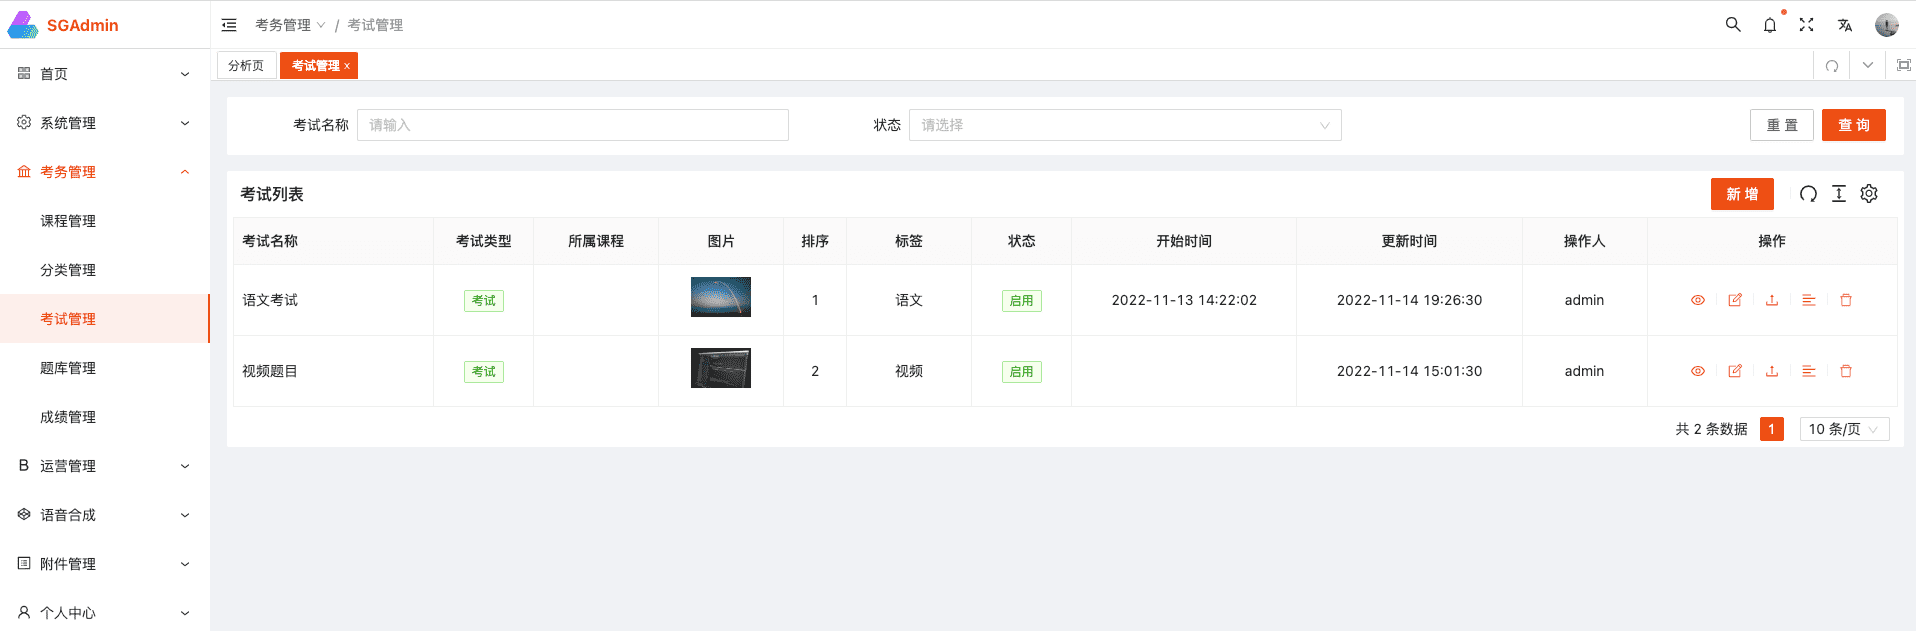 SGAdmin
考务管理 / 考试管理
首页
系统管理
考务管理
课程管理
分类管理
考试管理
题库管理
成绩管理
B 运营管理
语音合成
附件管理
个人中心
分析页 考试管理 x
考试名称 请输入 状态 请选择 重 置 查 询
考试列表 新 增
考试名称 考试类型 所属课程 图片 排序 标签 状态 开始时间 更新时间 操作人 操作
语文考试 考试 1 语文 启用 2022-11-13 14:22:02 2022-11-14 19:26:30 admin
视频题目 考试 2 视频 启用 2022-11-14 15:01:30 admin
共 2 条数据 1 10 条/页